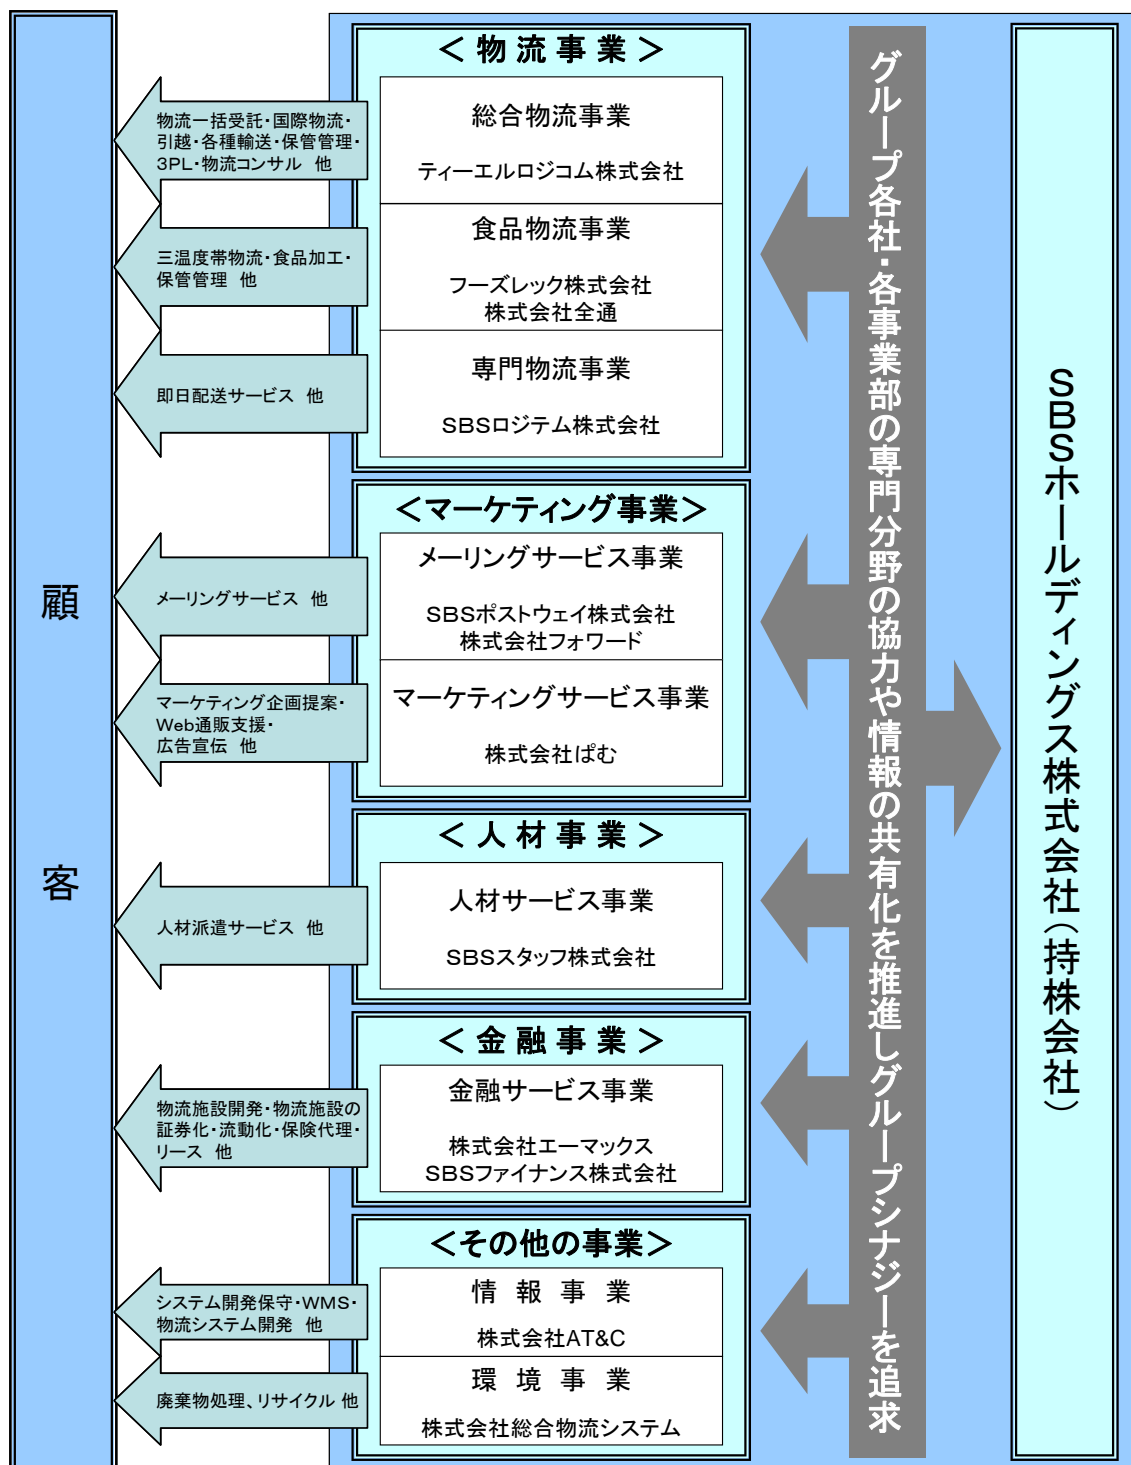 顧客
＜ 物 流 事 業 ＞
物流一括受託・国際物流・
引越・各種輸送・保管管理・
3PL・物流コンサル 他
総合物流事業
ティーエルロジコム株式会社
三温度帯物流・食品加工・
保管管理 他
食品物流事業
フーズレック株式会社
株式会社全通
即日配送サービス 他
専門物流事業
SBSロジテム株式会社
＜マーケティング事業＞
メーリングサービス 他
メーリングサービス事業
SBSポストウェイ株式会社
株式会社フォワード
マーケティング企画提案・
Web通販支援・
広告宣伝 他
マーケティングサービス事業
株式会社ぱむ
＜ 人 材 事 業 ＞
人材派遣サービス 他
人材サービス事業
SBSスタッフ株式会社
＜ 金 融 事 業 ＞
物流施設開発・物流施設の
証券化・流動化・保険代理・
リース 他
金融サービス事業
株式会社エーマックス
SBSファイナンス株式会社
＜その他の事業＞
システム開発保守・WMS・
物流システム開発 他
情 報 事 業
株式会社AT&C
廃棄物処理、リサイクル 他
環 境 事 業
株式会社総合物流システム
グループ各社・各事業部の専門分野の協力や情報の共有化を推進しグループシナジーを追求
SBSホールディングス株式会社（持株会社）